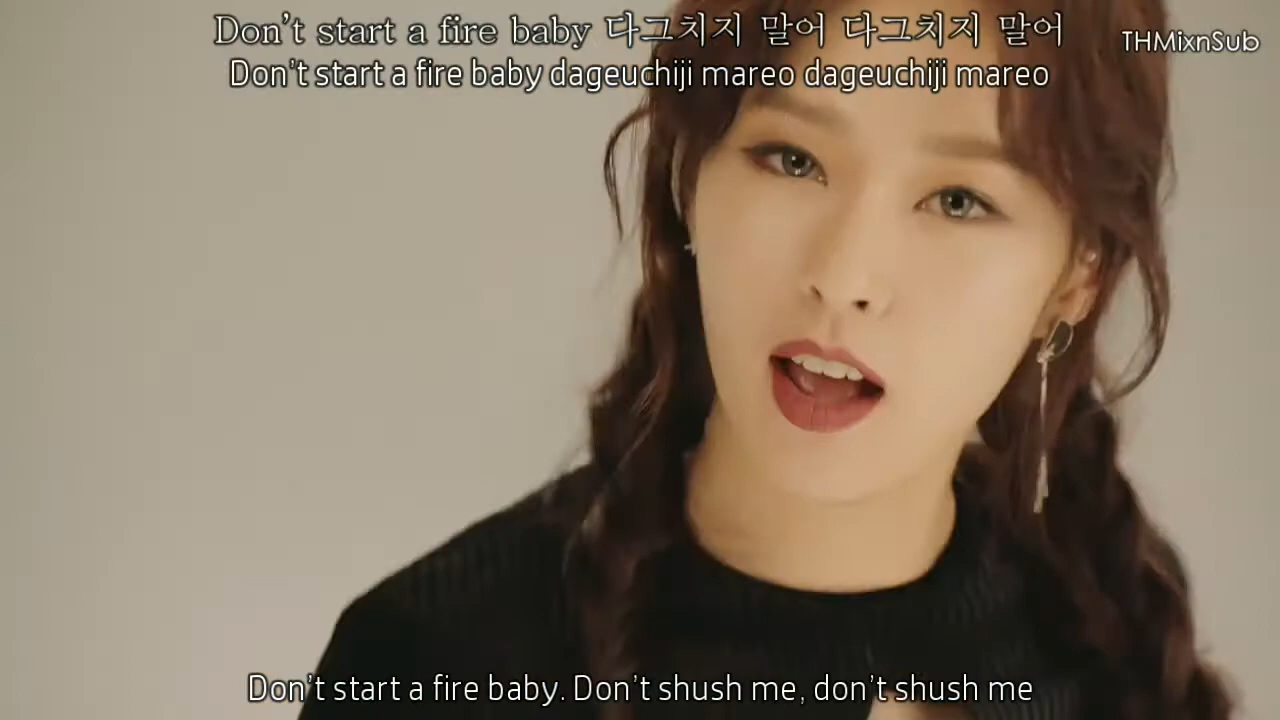 Don't start a fire baby 다그치지 말어 다그치지 말어
THMixnSub
Don't start a fire baby dageuchiji mareo dageuchiji mareo
Don't start a fire baby. Don't shush me, don't shush me